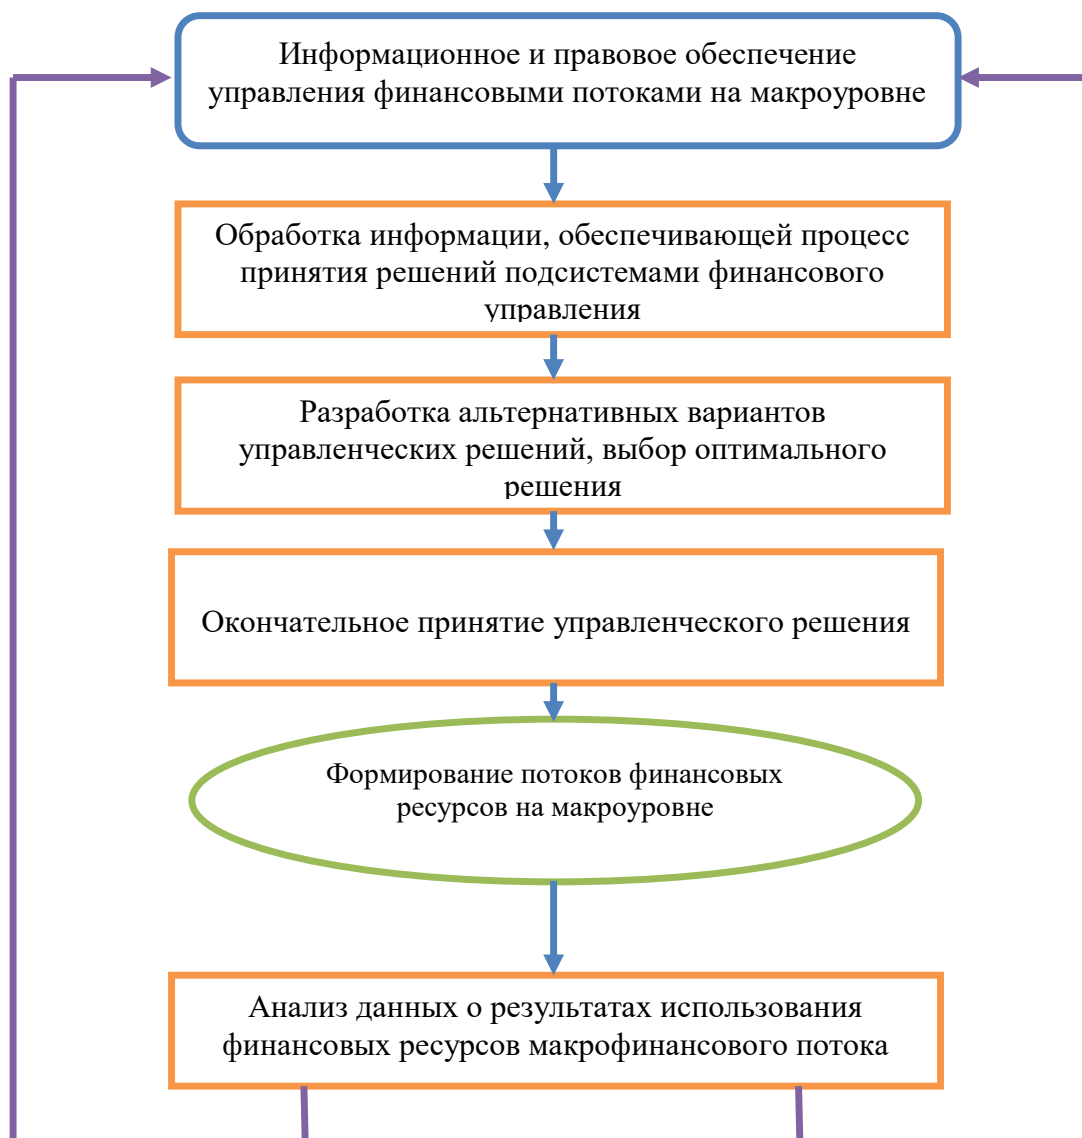 Информационное и правовое обеспечение
управления финансовыми потоками на макроуровне
Обработка информации, обеспечивающей процесс
принятия решений подсистемами финансового
управления
Разработка альтернативных вариантов
управленческих решений, выбор оптимального
решения
Окончательное принятие управленческого решения
Формирование потоков финансовых
ресурсов на макроуровне
Анализ данных о результатах использования
финансовых ресурсов макрофинансового потока